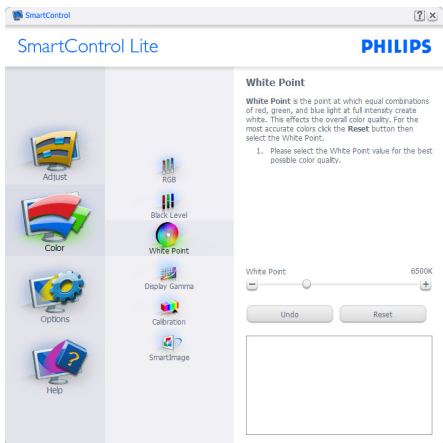 SmartControl
SmartControl Lite
PHILIPS
Adjust
Color
Options
Help
RGB
Black Level
White Point
Display Gamma
Calibration
SmartImage
White Point
White Point is the point at which equal combinations
of red, green, and blue light at full intensity create
white. This effects the overall color quality. For the
most accurate colors click the Reset button then
select the White Point.
1. Please select the White Point value for the best
possible color quality.
White Point 6500K
Undo Reset